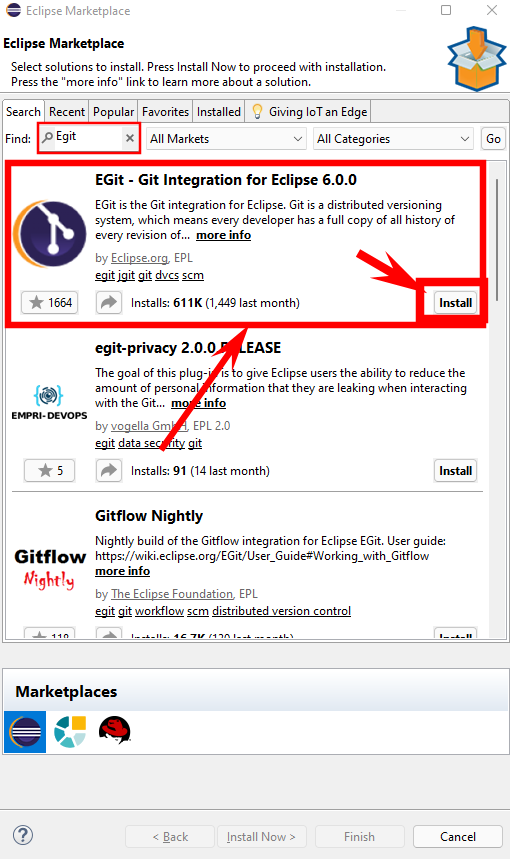 Eclipse Marketplace
Eclipse Marketplace
Select solutions to install. Press Install Now to proceed with installation.
Press the "more info" link to learn more about a solution.
Search Recent Popular Favorites Installed Giving IoT an Edge
Find: Egit All Markets All Categories Go
EGit - Git Integration for Eclipse 6.0.0
EGit is the Git integration for Eclipse. Git is a distributed versioning
system, which means every developer has a full copy of all history of
every revision of... more info
by Eclipse.org, EPL
egit jgit git dvcs scm
1664 Installs: 611K (1,449 last month) Install
egit-privacy 2.0.0 RELEASE
The goal of this plug-in is to give Eclipse users the ability to reduce the
amount of personal information that they are leaking when interacting
with the Git... more info
EMPRI-DEVOPS
by vogella GmbH, EPL 2.0
egit data security git
5 Installs: 91 (14 last month) Install
Gitflow Nightly
Nightly build of the Gitflow integration for Eclipse EGit. User guide:
https://wiki.eclipse.org/EGit/User_Guide#Working_with_Gitflow
more info
Gitflow
Nightly
by The Eclipse Foundation, EPL
egit git workflow scm distributed version control
118 Installs: 16.7K (120 last month) Install
Marketplaces
? < Back Install Now > Finish Cancel